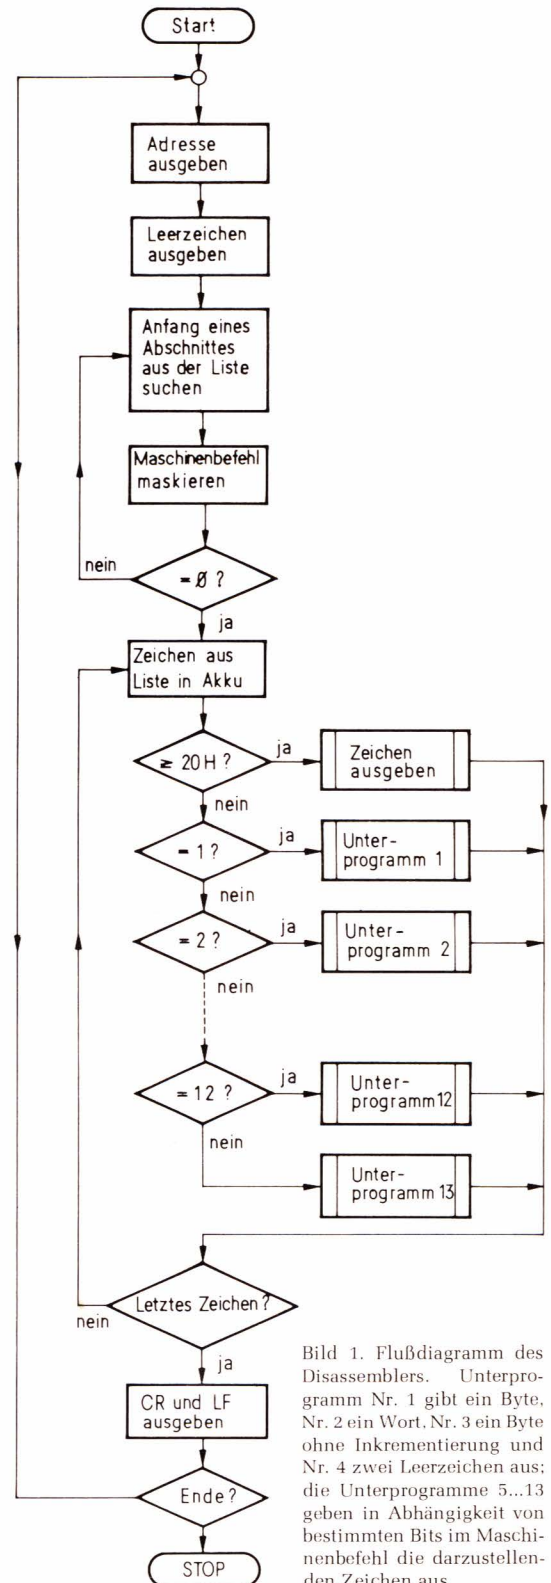 Start
Adresse
ausgeben
Leerzeichen
ausgeben
Anfang eines
Abschnittes
aus der Liste
suchen
Maschinenbefehl
maskieren
nein
= Ø ?
ja
Zeichen aus
Liste in Akku
≥ 20H ?
ja
Zeichen
ausgeben
nein
= 1 ?
ja
Unter-
programm 1
nein
= 2 ?
ja
Unter-
programm 2
nein
= 12 ?
ja
Unter-
programm 12
nein
Unter-
programm 13
Letztes Zeichen ?
nein
ja
CR und LF
ausgeben
Ende ?
STOP
Bild 1. Flußdiagramm des
Disassemblers. Unterpro-
gramm Nr. 1 gibt ein Byte,
Nr. 2 ein Wort, Nr. 3 ein Byte
ohne Inkrementierung und
Nr. 4 zwei Leerzeichen aus;
die Unterprogramme 5...13
geben in Abhängigkeit von
bestimmten Bits im Maschi-
nenbefehl die darzustellen-
den Zeichen aus